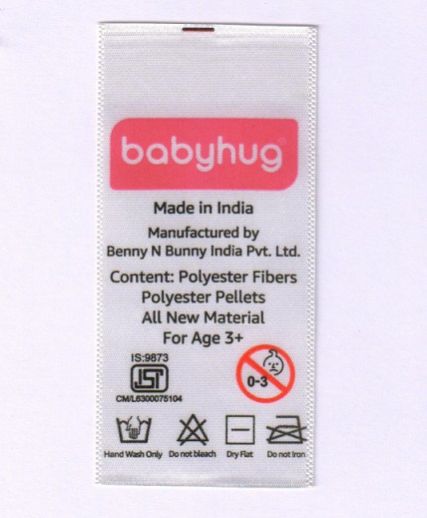 babyhug
Made in India
Manufactured by
Benny N Bunny India Pvt. Ltd.
Content: Polyester Fibers
Polyester Pellets
All New Material
For Age 3+
IS:9873
ISI
CM/L6300075104
0-3
Hand Wash Only Do not bleach Dry Flat Do not Iron